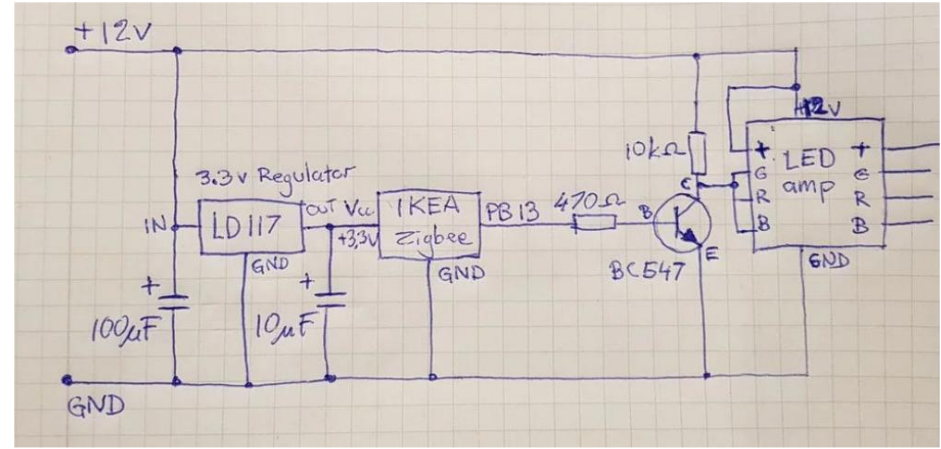 +12V
+12V
10kΩ
+ LED +
G amp G
R R
B B
GND
3.3v Regulator
IN LD117 OUT Vcc
+3,3V
GND
IKEA
Zigbee
GND
PB13 470Ω B
C
E
BC547
+
100µF
+
10µF
GND